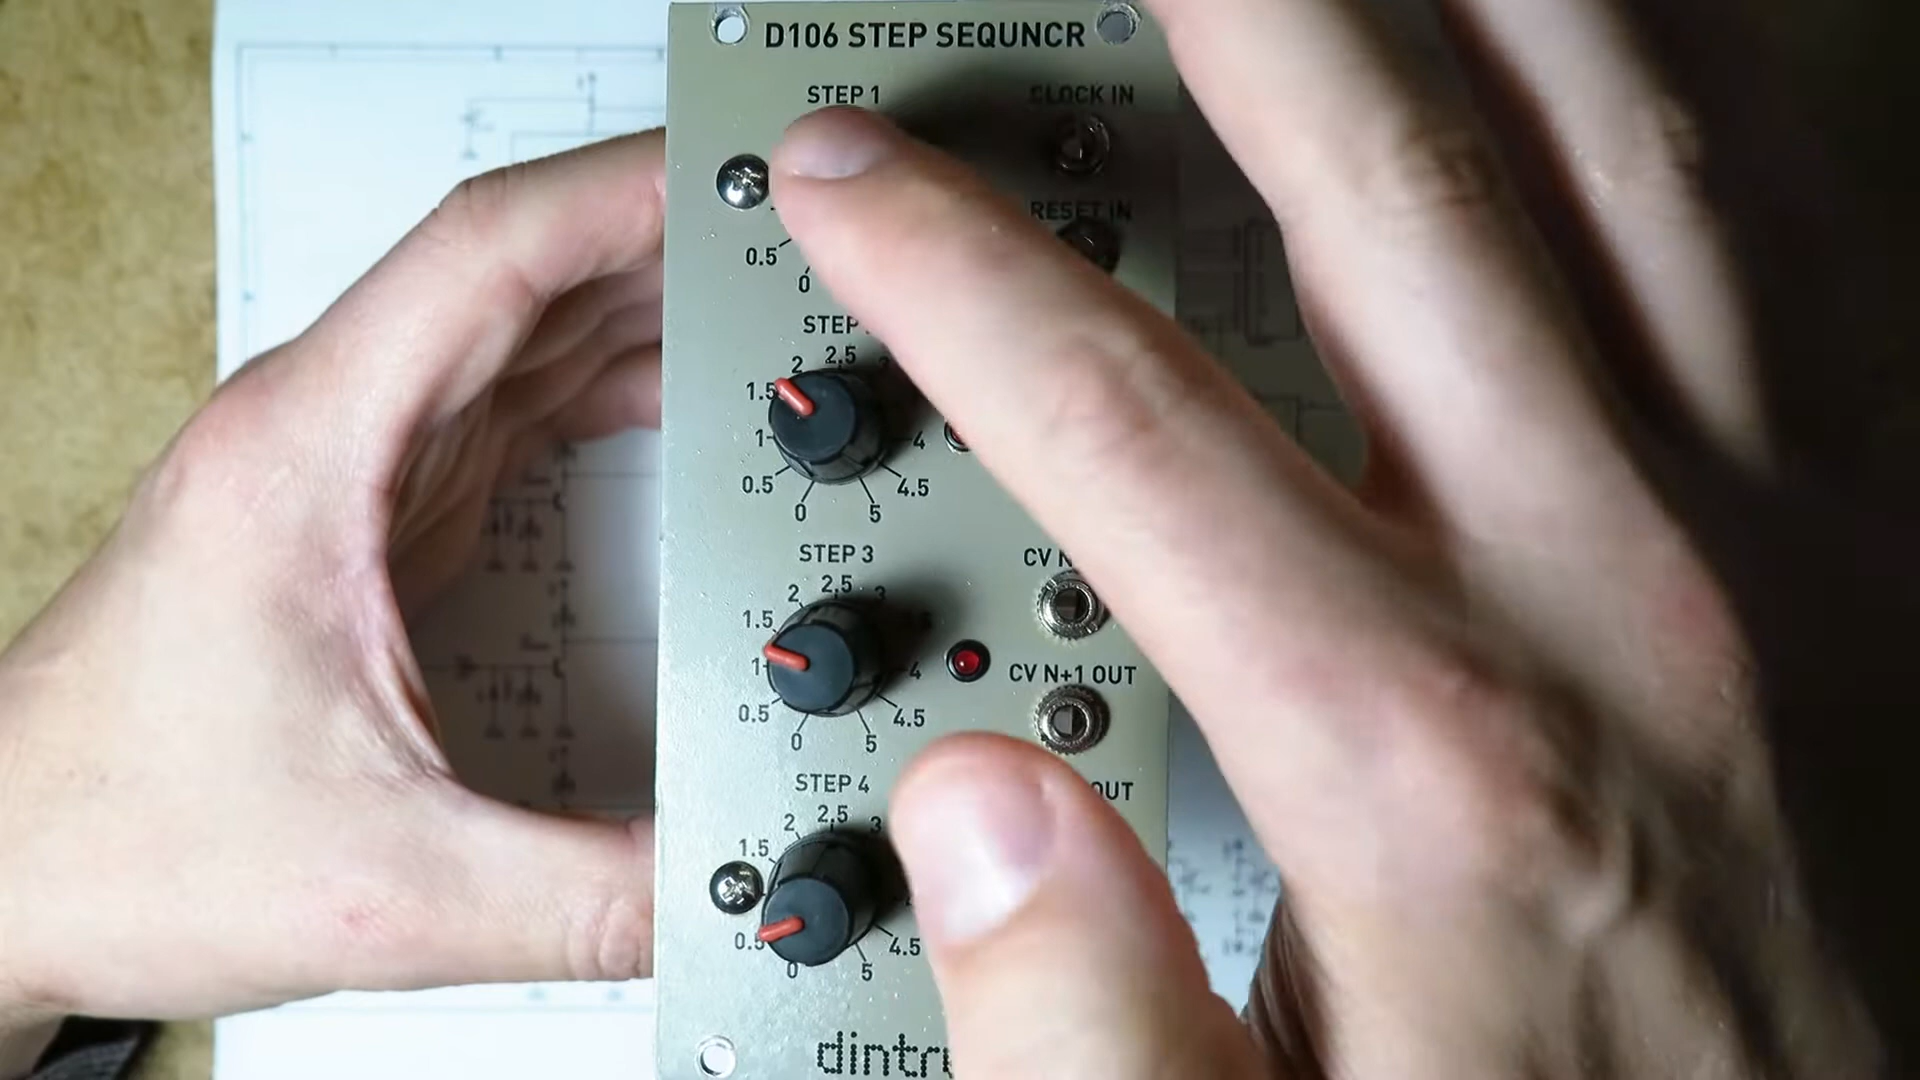 D106 STEP SEQUNCR
STEP 1
CLOCK IN
RESET IN
0.5
0
STEP
2.5
2
1.5
1
4
0.5
4.5
0
5
STEP 3
CV N
2.5
2
3
1.5
1
4
CV N+1 OUT
0.5
4.5
0
5
STEP 4
OUT
2.5
2
3
1.5
0.5
4.5
0
5
dintr